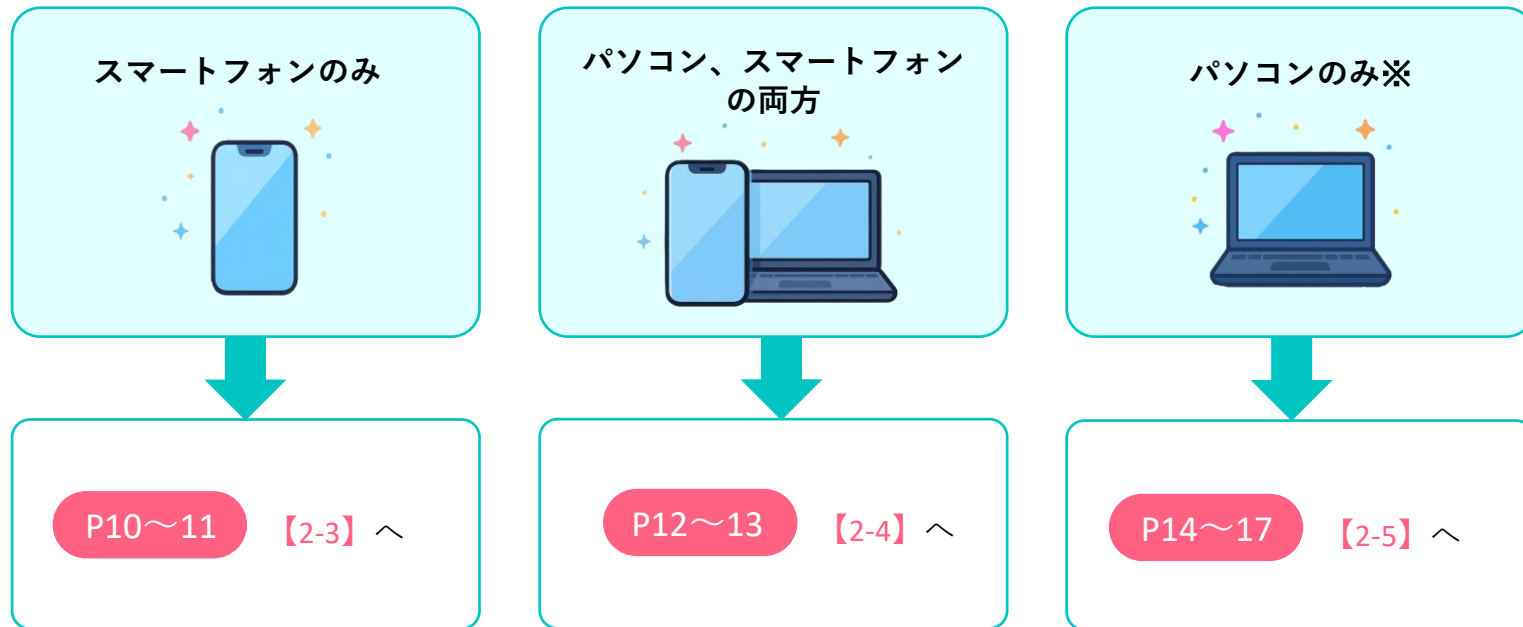 スマートフォンのみ
パソコン、スマートフォン
の両方
パソコンのみ※
P10～11 【2-3】へ
P12～13 【2-4】へ
P14～17 【2-5】へ